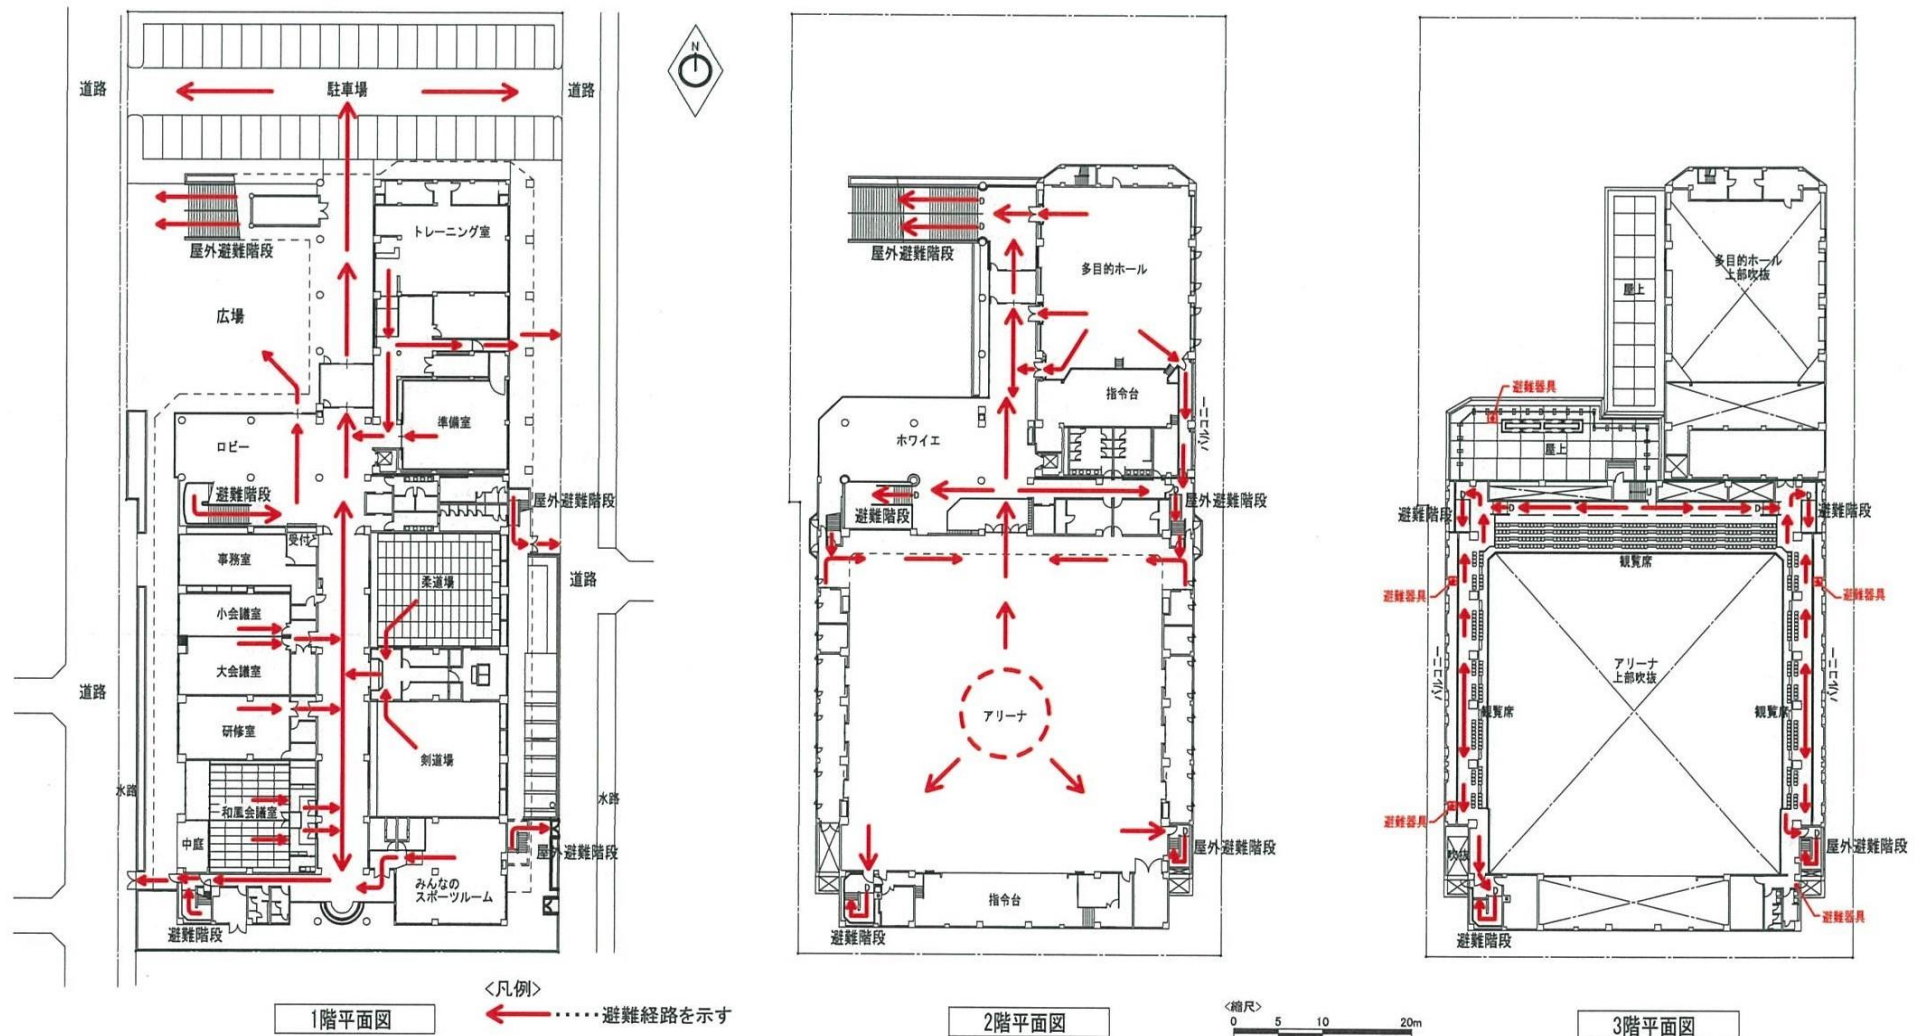 道路
駐車場
道路
N
屋外避難階段
トレーニング室
広場
準備室
ロビー
避難階段
屋外避難階段
受付
事務室
柔道場
道路
小会議室
大会議室
道路
研修室
剣道場
水路
水路
和風会議室
中庭
屋外避難階段
みんなの
スポーツルーム
避難階段
1階平面図
<凡例>
・・・・・避難経路を示す
屋外避難階段
多目的ホール
指令台
ホワイエ
バルコニー
避難階段
屋外避難階段
アリーナ
屋外避難階段
指令台
避難階段
2階平面図
<縮尺>
0 5 10 20m
多目的ホール
上部吹抜
屋上
避難器具
屋上
避難階段
避難階段
観覧席
避難器具
避難器具
アリーナ
上部吹抜
バルコニー
バルコニー
観覧席
観覧席
避難器具
吹抜
屋外避難階段
避難器具
避難階段
3階平面図